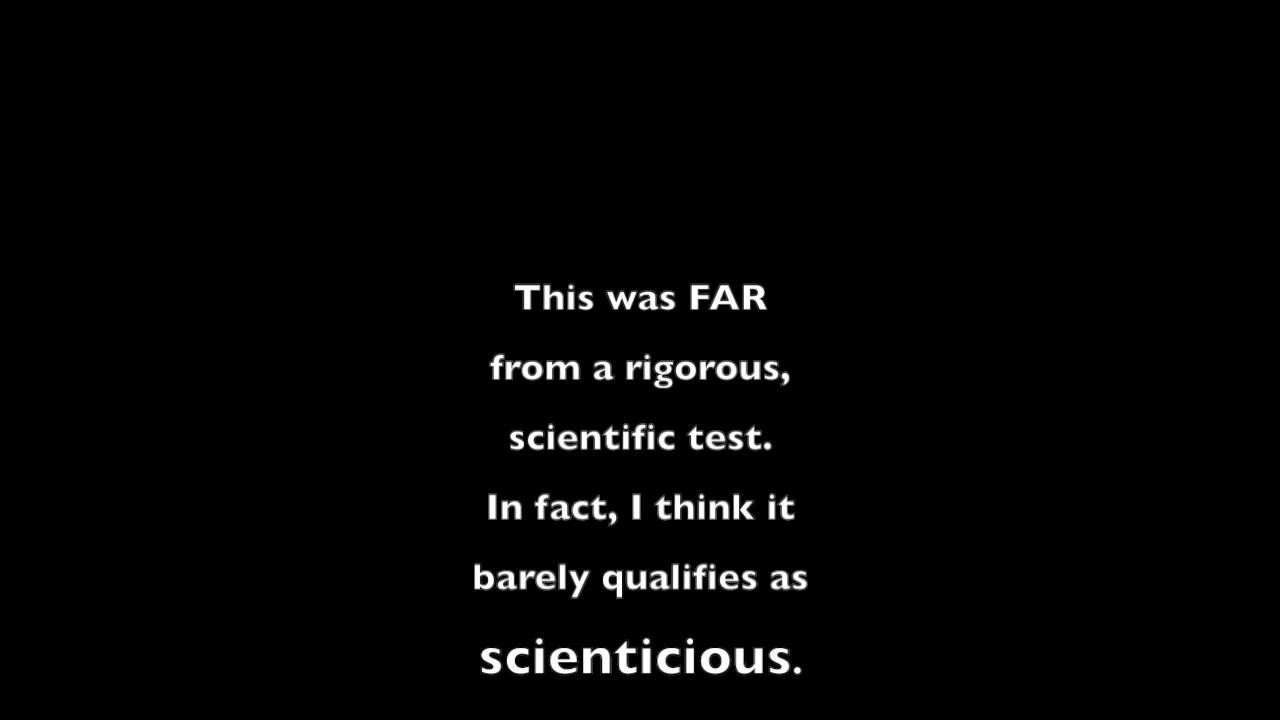 This was FAR
from a rigorous,
scientific test.
In fact, I think it
barely qualifies as
scienticious.